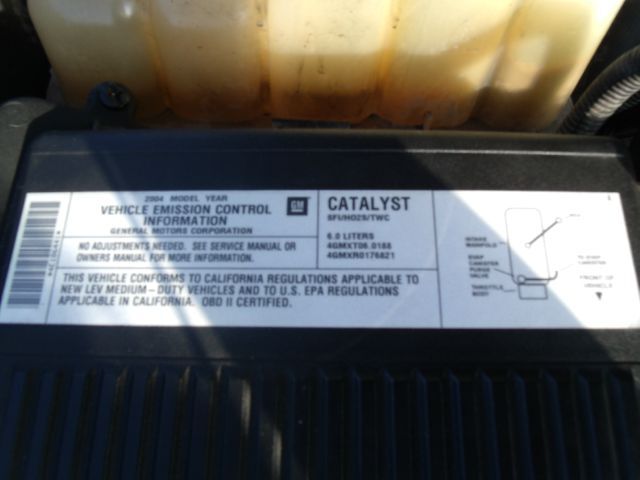 2004 MODEL YEAR
VEHICLE EMISSION CONTROL
INFORMATION
GENERAL MOTORS CORPORATION
GM
NO ADJUSTMENTS NEEDED. SEE SERVICE MANUAL OR
OWNERS MANUAL FOR MORE INFORMATION.
CATALYST
SFI/HO2S/TWC
6.0 LITERS
4GMXT06.0188
4GMXR0176821
THIS VEHICLE CONFORMS TO CALIFORNIA REGULATIONS APPLICABLE TO
NEW LEV MEDIUM-DUTY VEHICLES AND TO U.S. EPA REGULATIONS
APPLICABLE IN CALIFORNIA. OBD II CERTIFIED.
INTAKE
MANIFOLD
EVAP
CANISTER
PURGE
VALVE
THROTTLE
BODY
TO EVAP
CANISTER
FRONT OF
VEHICLE